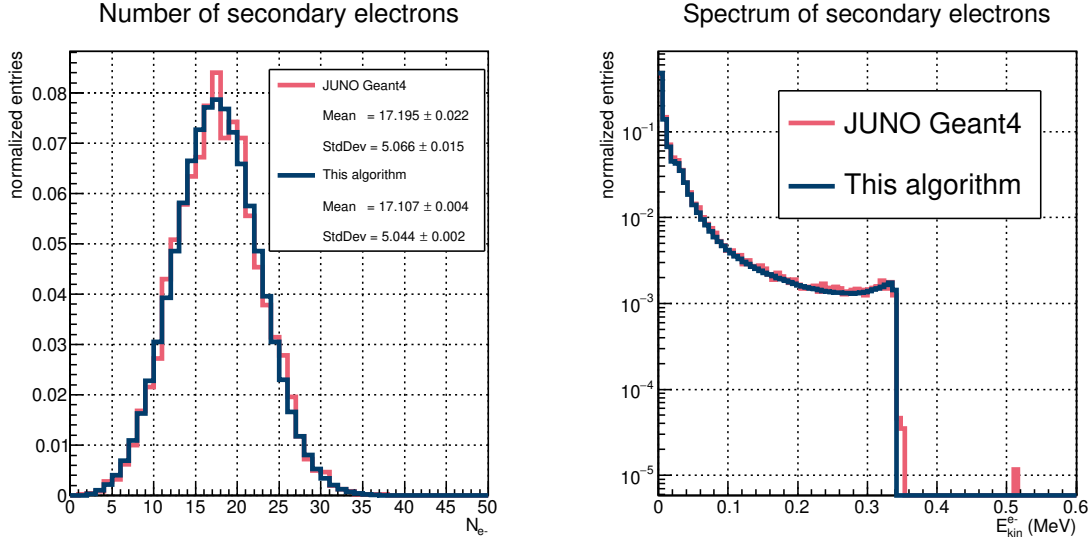 Number of secondary electrons
normalized entries
0.08
0.07
0.06
0.05
0.04
0.03
0.02
0.01
0
0 5 10 15 20 25 30 35 40 45 50
N_e-
JUNO Geant4
Mean = 17.195 ± 0.022
StdDev = 5.066 ± 0.015
This algorithm
Mean = 17.107 ± 0.004
StdDev = 5.044 ± 0.002
Spectrum of secondary electrons
normalized entries
10⁻¹
10⁻²
10⁻³
10⁻⁴
10⁻⁵
0 0.1 0.2 0.3 0.4 0.5 0.6
E_kin^e- (MeV)
JUNO Geant4
This algorithm